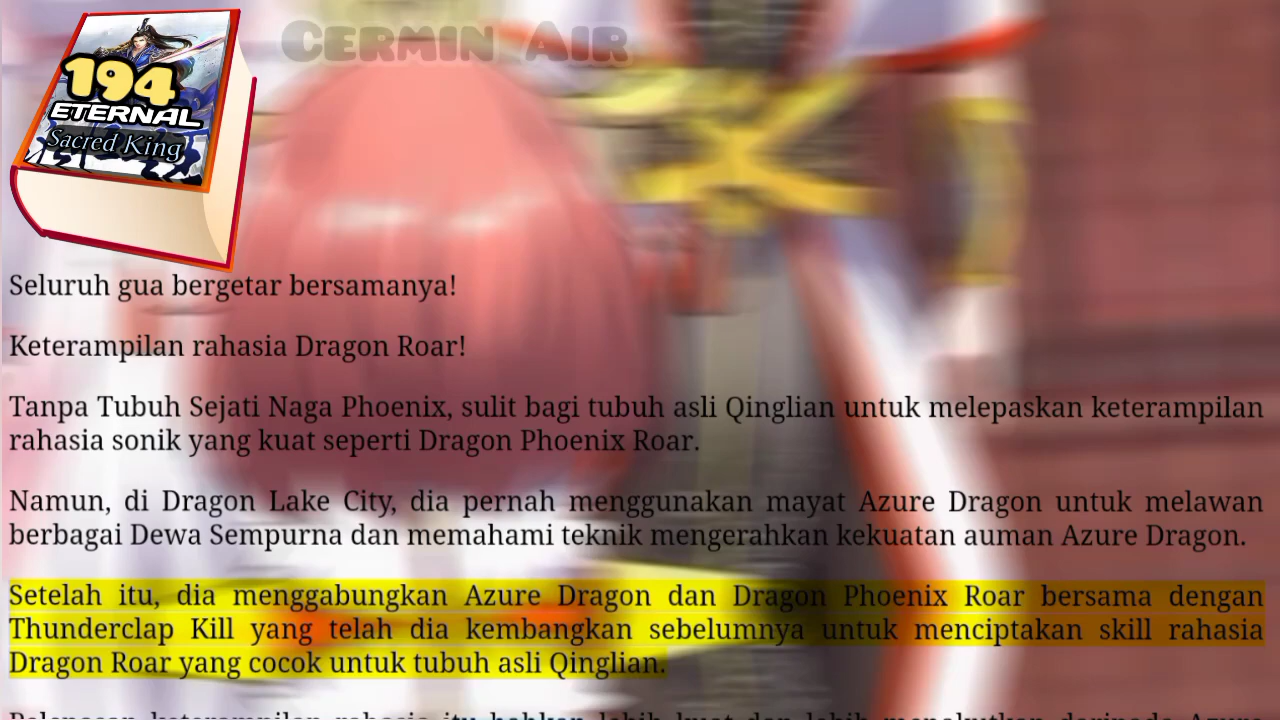 Cermin Air
194
ETERNAL
Sacred King
Seluruh gua bergetar bersamanya!
Keterampilan rahasia Dragon Roar!
Tanpa Tubuh Sejati Naga Phoenix, sulit bagi tubuh asli Qinglian untuk melepaskan keterampilan
rahasia sonik yang kuat seperti Dragon Phoenix Roar.
Namun, di Dragon Lake City, dia pernah menggunakan mayat Azure Dragon untuk melawan
berbagai Dewa Sempurna dan memahami teknik mengerahkan kekuatan auman Azure Dragon.
Setelah itu, dia menggabungkan Azure Dragon dan Dragon Phoenix Roar bersama dengan
Thunderclap Kill yang telah dia kembangkan sebelumnya untuk menciptakan skill rahasia
Dragon Roar yang cocok untuk tubuh asli Qinglian.